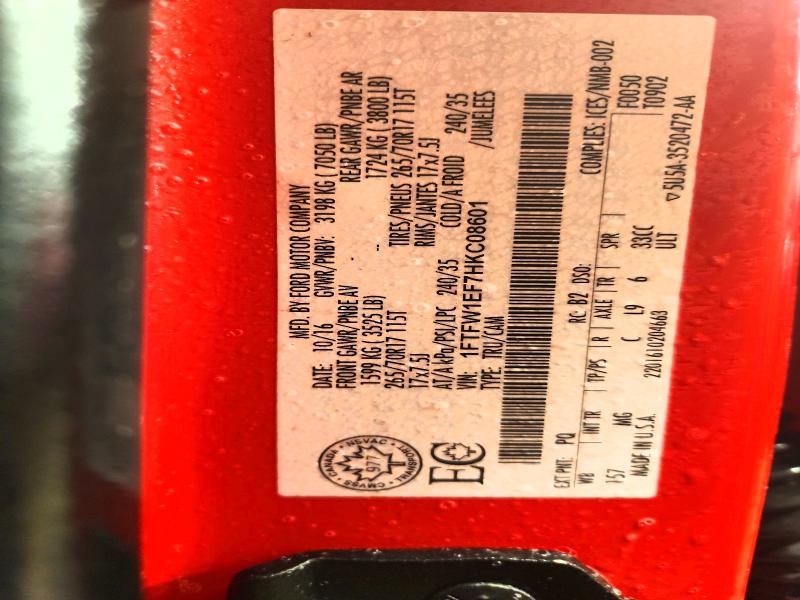 MFD. BY FORD MOTOR COMPANY
DATE: 10/16 GVWR/PNBV: 3198 KG ( 7050 LB)
FRONT GAWR/PNBE AV REAR GAWR/PNBE AR
1599 KG ( 3525 LB) 1724 KG ( 3800 LB)
265/70R17 115T TIRES/PNEUS 265/70R17 115T
17x7.5J RIMS/JANTES 17x7.5J
AT/A kPa/PSI/LPC 240/35 COLD/A FROID 240/35
VIN: 1FTFW1EF7HKC08601 /JUMELEES
TYPE: TRU/CAM
CANADA NSVAC
977
CMVSS TRANSPORT
EC
EXT PNT: PQ RC: B2 DSO: COMPLIES: ICES/NMB-002
WB INT TR TP/PS R AXLE TR SPR F0050
157 MG C L9 6 33CC T0902
MADE IN U.S.A. 220161020466​3 ULT ▽5U5A-3520472-AA